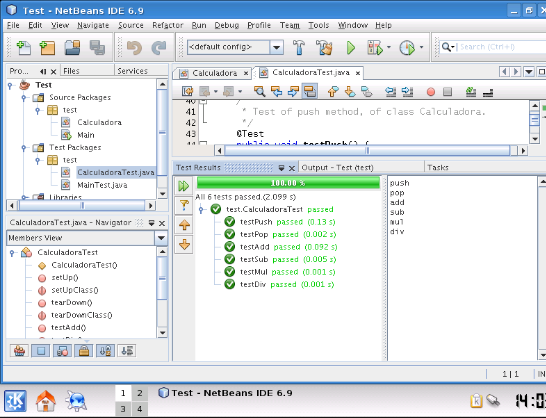 Test - NetBeans IDE 6.9
File Edit View Navigate Source Refactor Run Debug Profile Team Tools Window Help
<default config>
Search (Ctrl+I)
Pro... Files Services
Calculadora CalculadoraTest.java
Test
Source Packages
test
Calculadora
Main
Test Packages
test
CalculadoraTest.java
MainTest.java
Libraries
40 /**
41 * Test of push method, of class Calculadora.
42 */
43 @Test
44 public void testPush() {
Test Results Output - Test (test) Tasks
100.00 %
All 6 tests passed.(2.099 s)
test.CalculadoraTest passed
testPush passed (0.13 s)
testPop passed (0.002 s)
testAdd passed (0.092 s)
testSub passed (0.005 s)
testMul passed (0.001 s)
testDiv passed (0.001 s)
push
pop
add
sub
mul
div
CalculadoraTest.java - Navigator
Members View
CalculadoraTest
CalculadoraTest()
setUp()
setUpClass()
tearDown()
tearDownClass()
testAdd()
1|1 IN
1 2
3 4
Test - NetBeans IDE 6.9